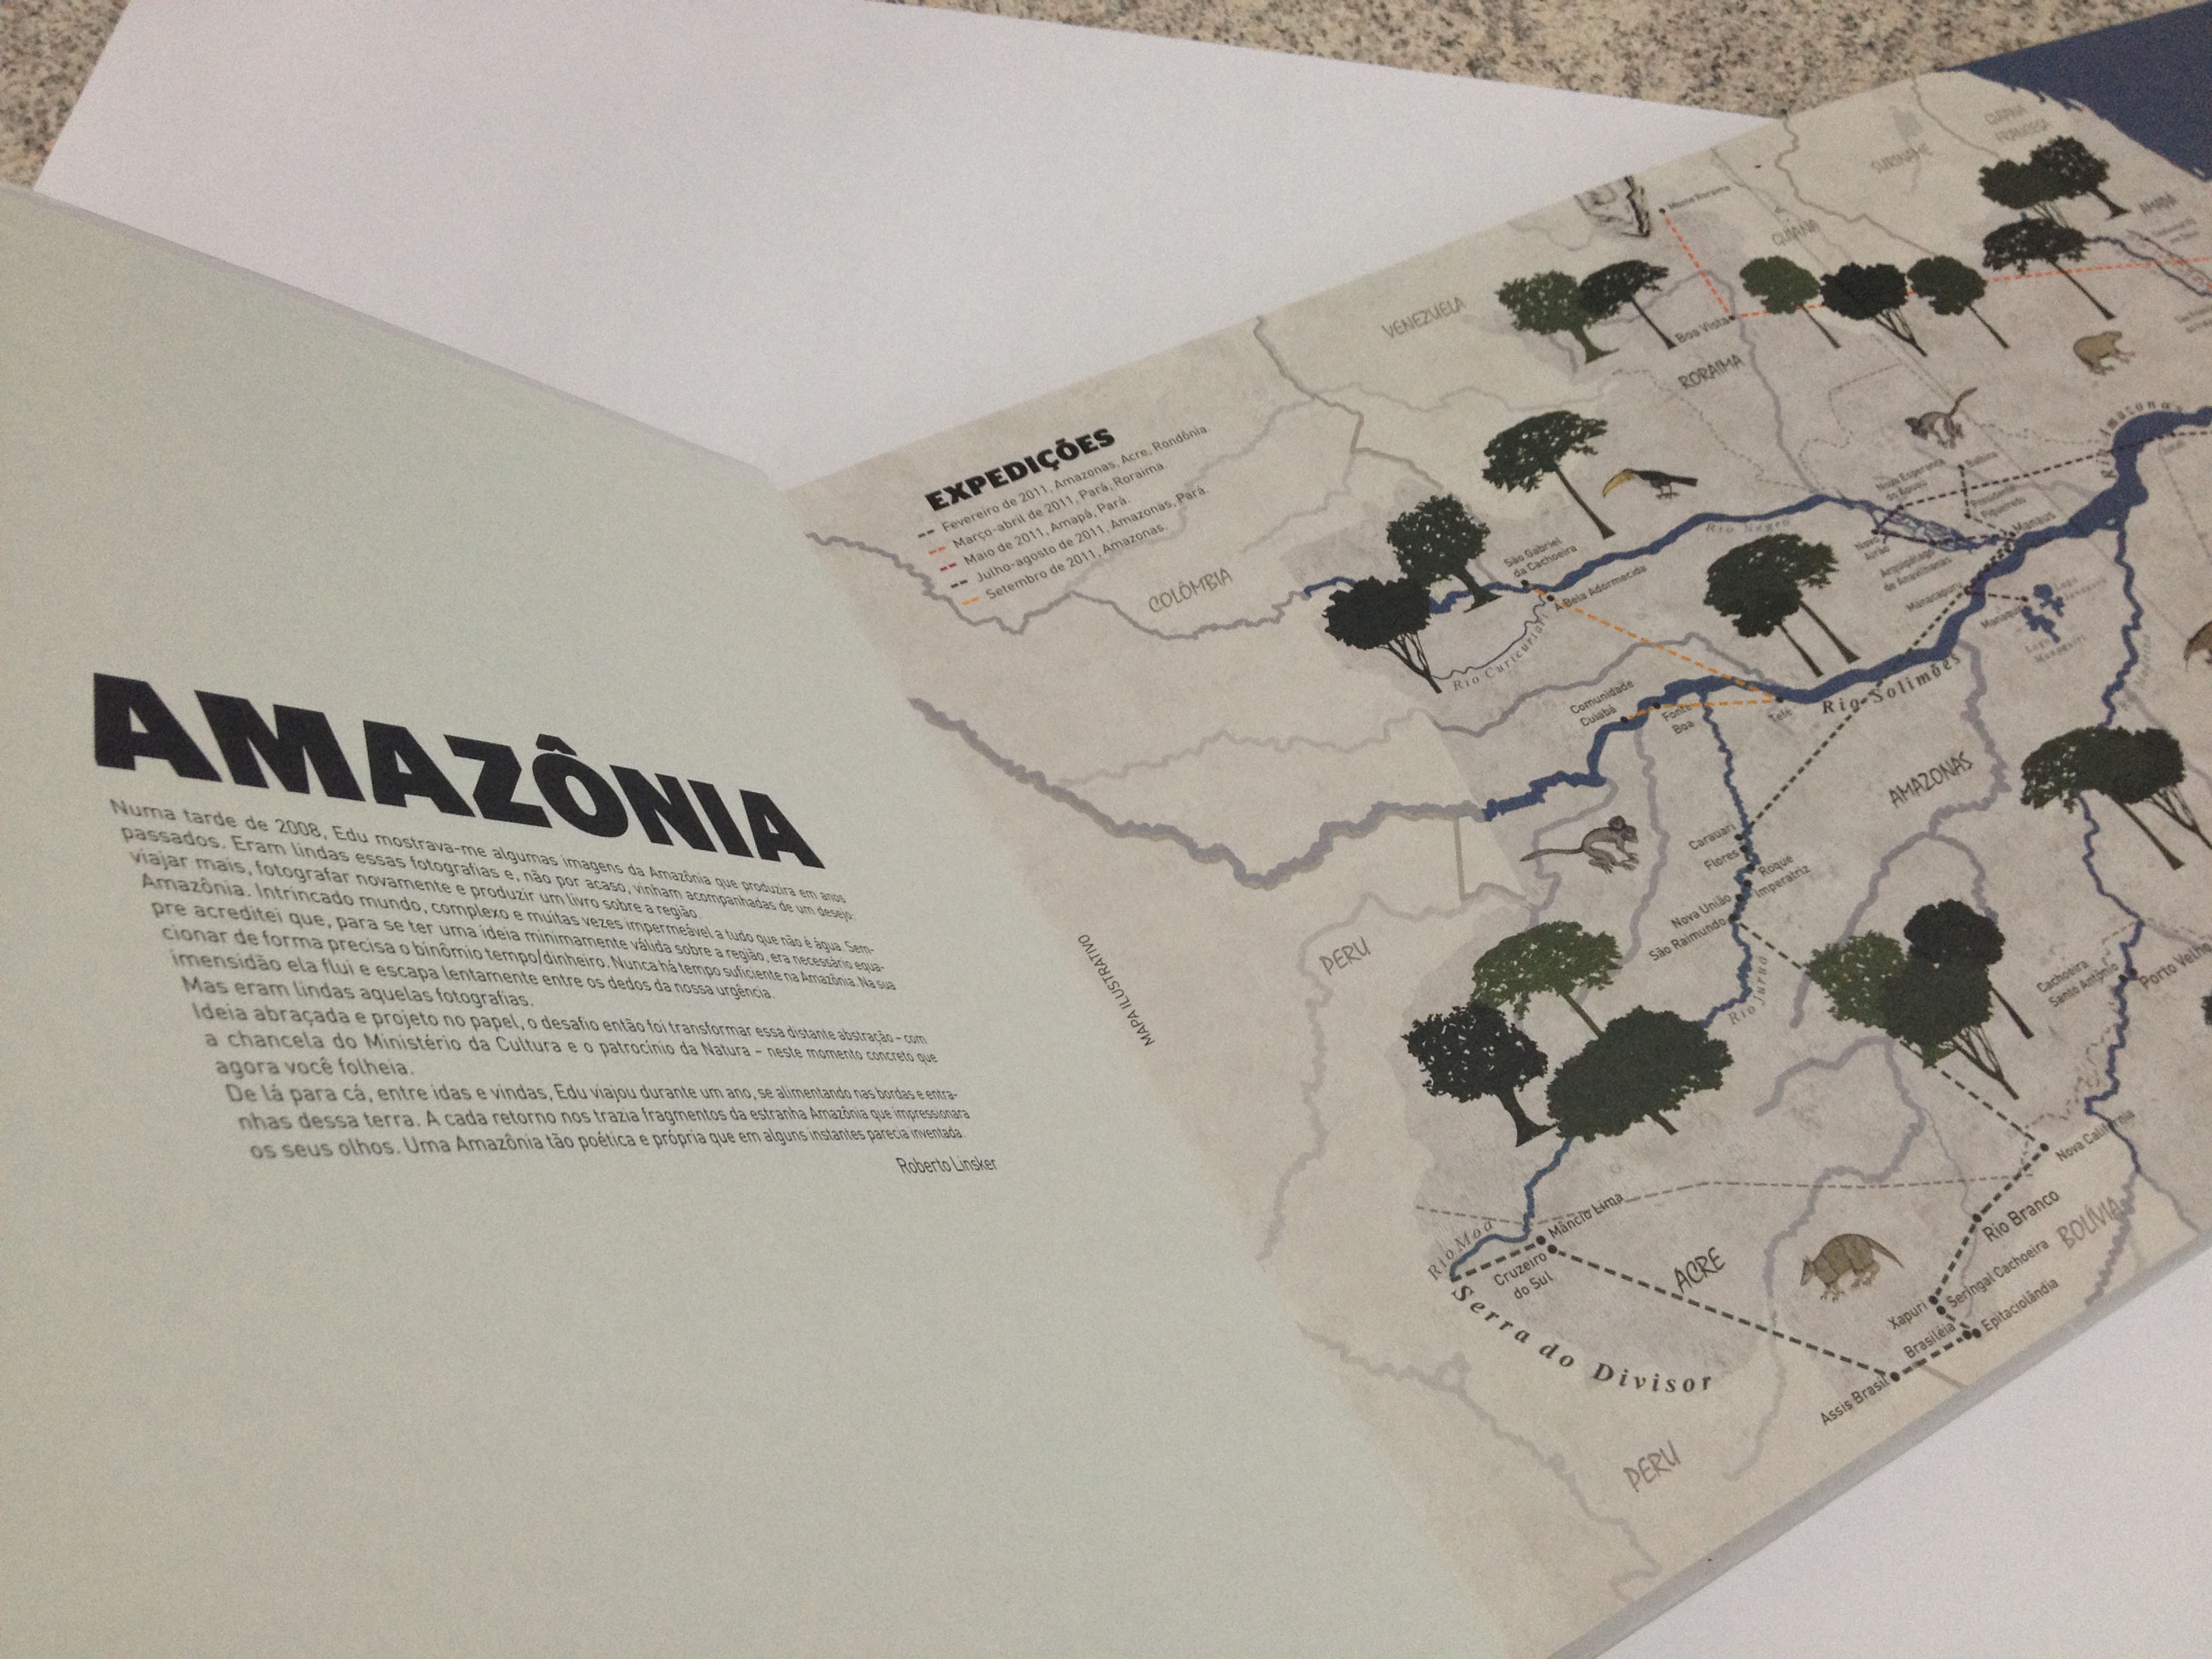 AMAZÔNIA
Numa tarde de 2008, Edu mostrava-me algumas imagens da Amazônia que produzira em anos
passados. Eram lindas essas fotografias e, não por acaso, vinham acompanhadas de um desejo:
viajar mais, fotografar novamente e produzir um livro sobre a região.
Amazônia. Intrincado mundo, complexo e muitas vezes impermeável a tudo que não é água. Sem-
pre acreditei que, para se ter uma ideia minimamente válida sobre a região, era necessário equa-
cionar de forma precisa o binômio tempo/dinheiro. Nunca há tempo suficiente na Amazônia. Na sua
imensidão ela flui e escapa lentamente entre os dedos da nossa urgência.
Mas eram lindas aquelas fotografias.
Ideia abraçada e projeto no papel, o desafio então foi transformar essa distante abstração – com
a chancela do Ministério da Cultura e o patrocínio da Natura – neste momento concreto que
agora você folheia.
De lá para cá, entre idas e vindas, Edu viajou durante um ano, se alimentando nas bordas e entra-
nhas dessa terra. A cada retorno nos trazia fragmentos da estranha Amazônia que impressionara
os seus olhos. Uma Amazônia tão poética e própria que em alguns instantes parecia inventada.
Roberto Linsker
EXPEDIÇÕES
Fevereiro de 2011, Amazonas, Acre, Rondônia.
Março-abril de 2011, Pará, Roraima.
Maio de 2011, Amapá, Pará.
Julho-agosto de 2011, Amazonas, Pará.
Setembro de 2011, Amazonas.
MAPA ILUSTRATIVO
VENEZUELA
GUIANA
SURINAME
GUIANA
FRANCESA
AMAPÁ
Monte Roraima
Boa Vista
RORAIMA
COLÔMBIA
São Gabriel
da Cachoeira
A Bela Adormecida
Rio Negro
Rio Curicuriari
Rio Amazonas
Nova Esperança
Balbina
Presidente
Figueiredo
Manaus
Novo
Airão
Arquipélago
de Anavilhanas
Manacapuru
Comunidade
Cuiabá
Fonte
Boa
Tefé
Rio Solimões
AMAZONAS
Carauari
Flores
Roque
Imperatriz
Nova União
São Raimundo
Rio Juruá
PERU
Cachoeira
Santo Antônio
Porto Velho
Nova Califórnia
Rio Moa
Mâncio Lima
Cruzeiro
do Sul
Serra do Divisor
ACRE
Rio Branco
BOLÍVIA
Xapuri
Seringal Cachoeira
Brasiléia
Epitaciolândia
Assis Brasil
PERU